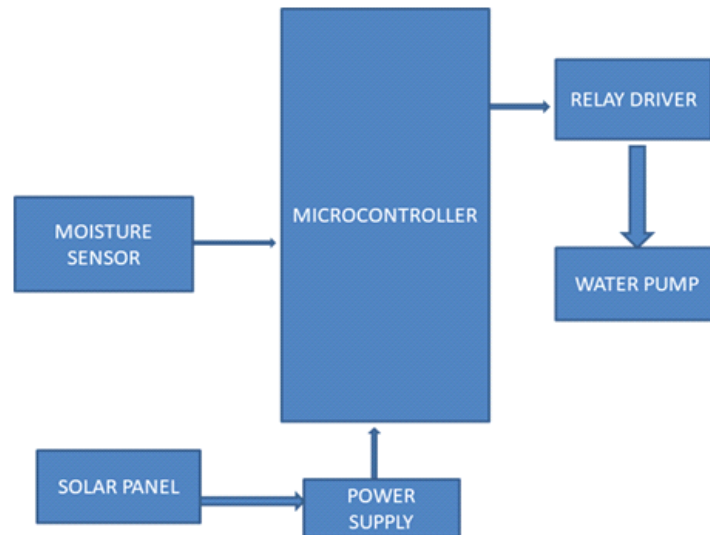 RELAY DRIVER
MICROCONTROLLER
MOISTURE
SENSOR
WATER PUMP
SOLAR PANEL
POWER
SUPPLY